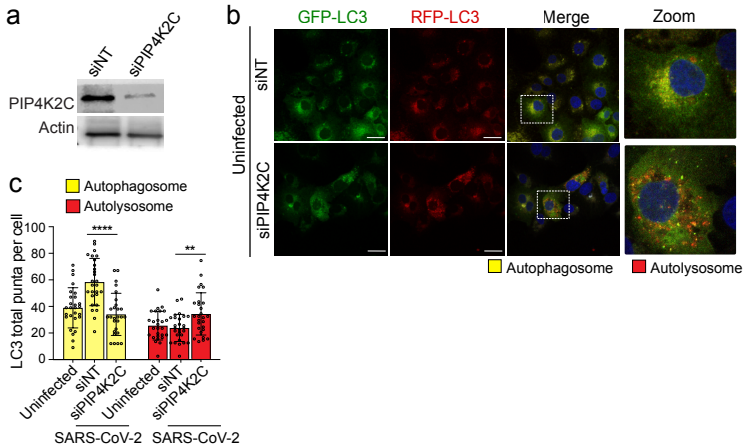 a
siNT
siPIP4K2C
PIP4K2C
Actin
b
GFP-LC3
RFP-LC3
Merge
Zoom
Uninfected
siNT
siPIP4K2C
Autophagosome
Autolysosome
c
Autophagosome
Autolysosome
LC3 total punta per cell
100
80
60
40
20
0
****
**
Uninfected
siNT
siPIP4K2C
Uninfected
siNT
siPIP4K2C
SARS-CoV-2
SARS-CoV-2